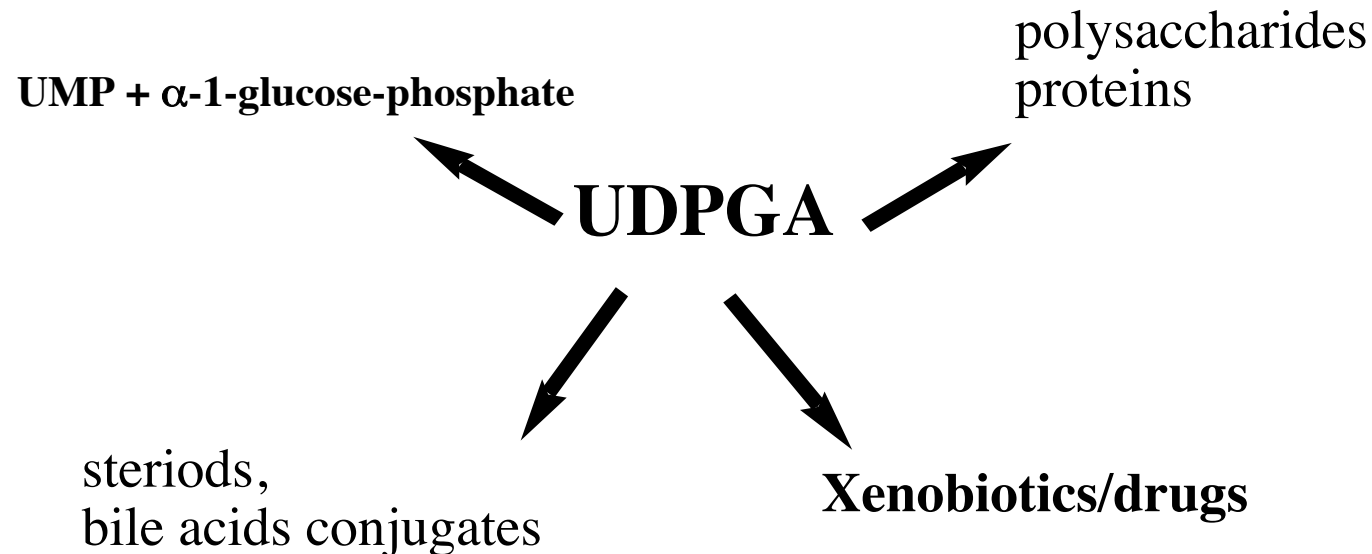 polysaccharides
proteins
UMP + α-1-glucose-phosphate
UDPGA
steriods,
bile acids conjugates
Xenobiotics/drugs